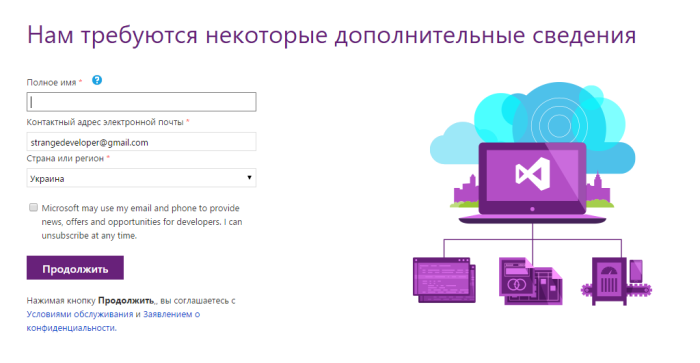 Нам требуются некоторые дополнительные сведения
Полное имя *
Контактный адрес электронной почты *
strangedeveloper@gmail.com
Страна или регион *
Украина
Microsoft may use my email and phone to provide
news, offers and opportunities for developers. I can
unsubscribe at any time.
Продолжить
Нажимая кнопку Продолжить,, вы соглашаетесь с
Условиями обслуживания и Заявлением о
конфиденциальности.